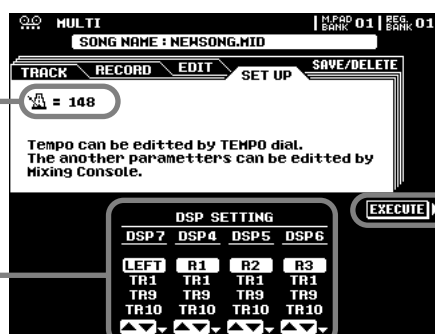 MULTI M.PAD BANK 01 REG. BANK 01
SONG NAME : NEWSONG.MID
TRACK RECORD EDIT SET UP SAVE/DELETE
= 148
Tempo can be editted by TEMPO dial.
The another parametters can be editted by
Mixing Console.
EXECUTE
DSP SETTING
DSP7 DSP4 DSP5 DSP6
LEFT R1 R2 R3
TR1 TR1 TR1 TR1
TR9 TR9 TR9 TR9
TR10 TR10 TR10 TR10